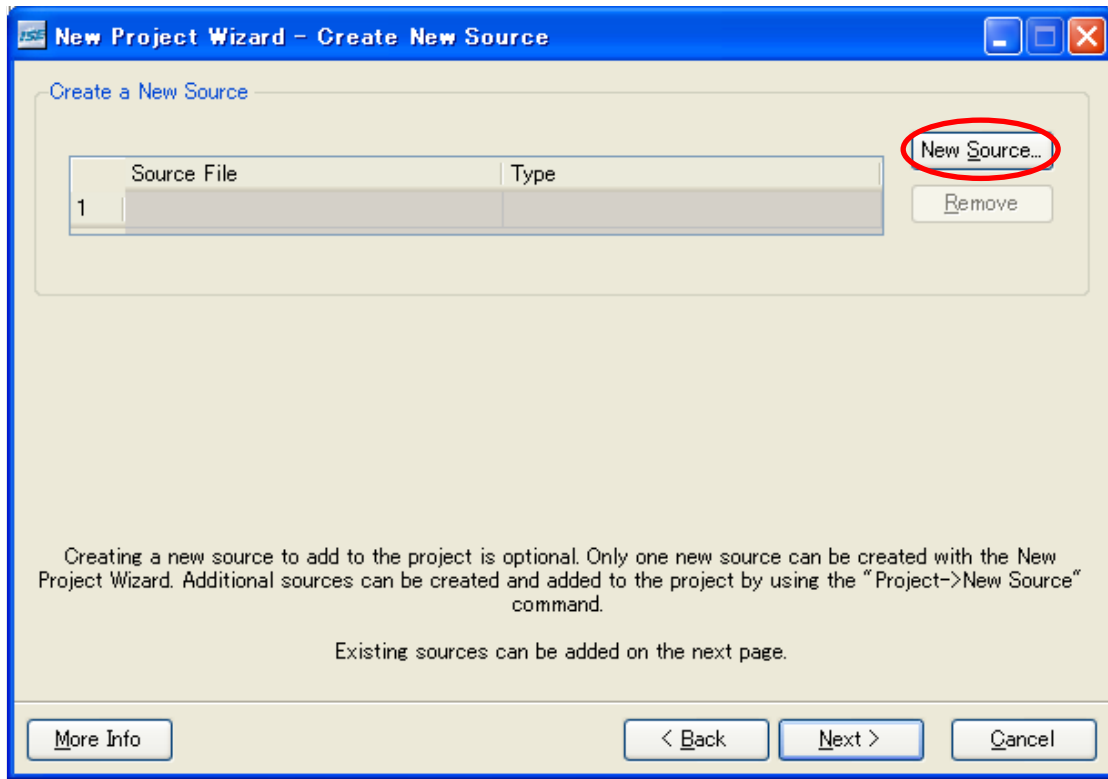 ISE New Project Wizard - Create New Source
Create a New Source
New Source...
Source File Type
1
Remove
Creating a new source to add to the project is optional. Only one new source can be created with the New
Project Wizard. Additional sources can be created and added to the project by using the "Project->New Source"
command.
Existing sources can be added on the next page.
More Info < Back Next > Cancel